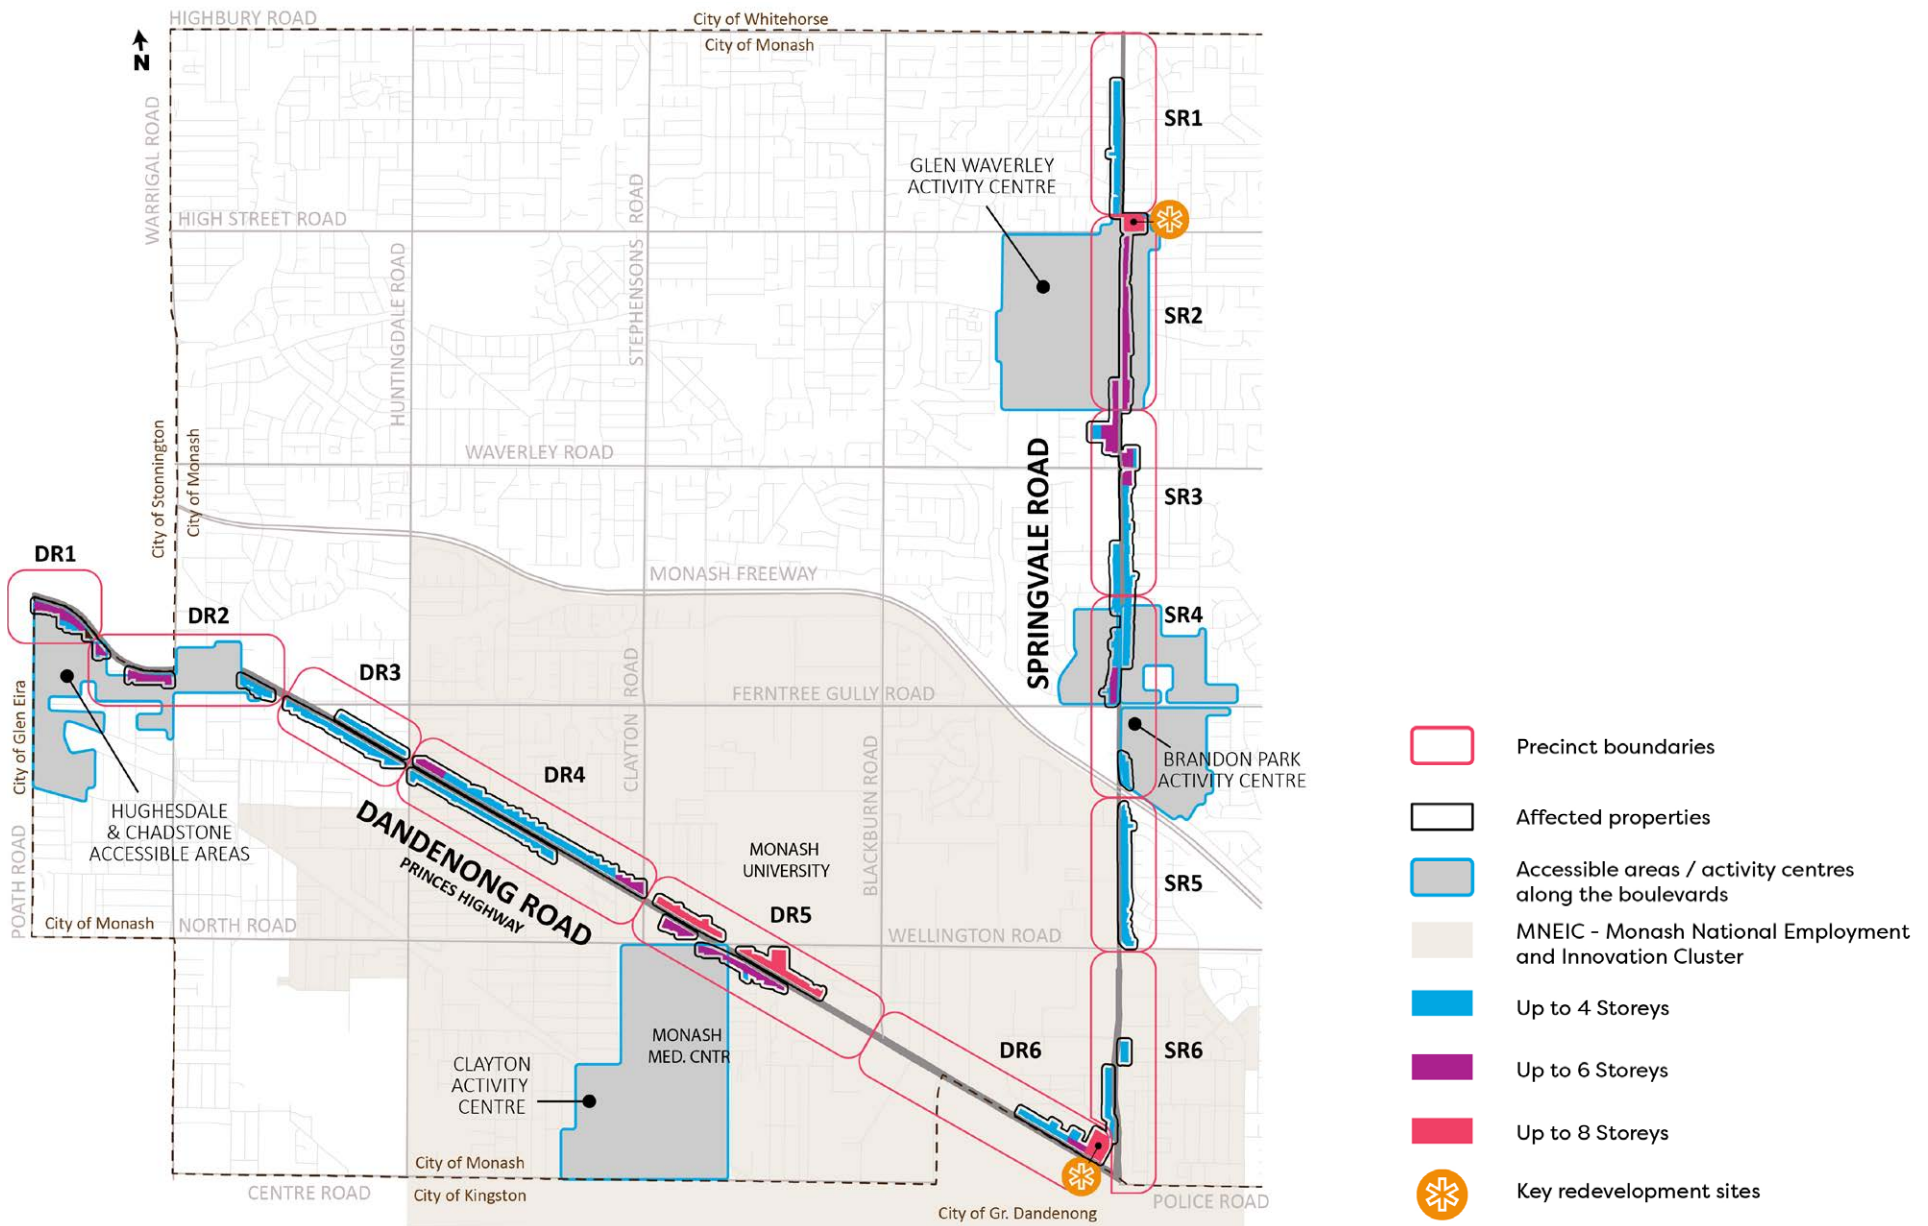 HIGHBURY ROAD
City of Whitehorse
City of Monash
N
WARRIGAL ROAD
HIGH STREET ROAD
HUNTINGDALE ROAD
STEPHENSONS ROAD
GLEN WAVERLEY
ACTIVITY CENTRE
SR1
SR2
WAVERLEY ROAD
City of Stonnington
City of Monash
SPRINGVALE ROAD
SR3
MONASH FREEWAY
DR1
DR2
SR4
DR3
FERNTREE GULLY ROAD
City of Glen Eira
CLAYTON ROAD
BLACKBURN ROAD
DR4
BRANDON PARK
ACTIVITY CENTRE
HUGHESDALE
& CHADSTONE
ACCESSIBLE AREAS
DANDENONG ROAD
PRINCES HIGHWAY
MONASH
UNIVERSITY
POATH ROAD
SR5
DR5
City of Monash
NORTH ROAD
WELLINGTON ROAD
MONASH
MED. CNTR
DR6
SR6
CLAYTON
ACTIVITY
CENTRE
City of Monash
CENTRE ROAD
City of Kingston
City of Gr. Dandenong
POLICE ROAD
Precinct boundaries
Affected properties
Accessible areas / activity centres
along the boulevards
MNEIC - Monash National Employment
and Innovation Cluster
Up to 4 Storeys
Up to 6 Storeys
Up to 8 Storeys
Key redevelopment sites